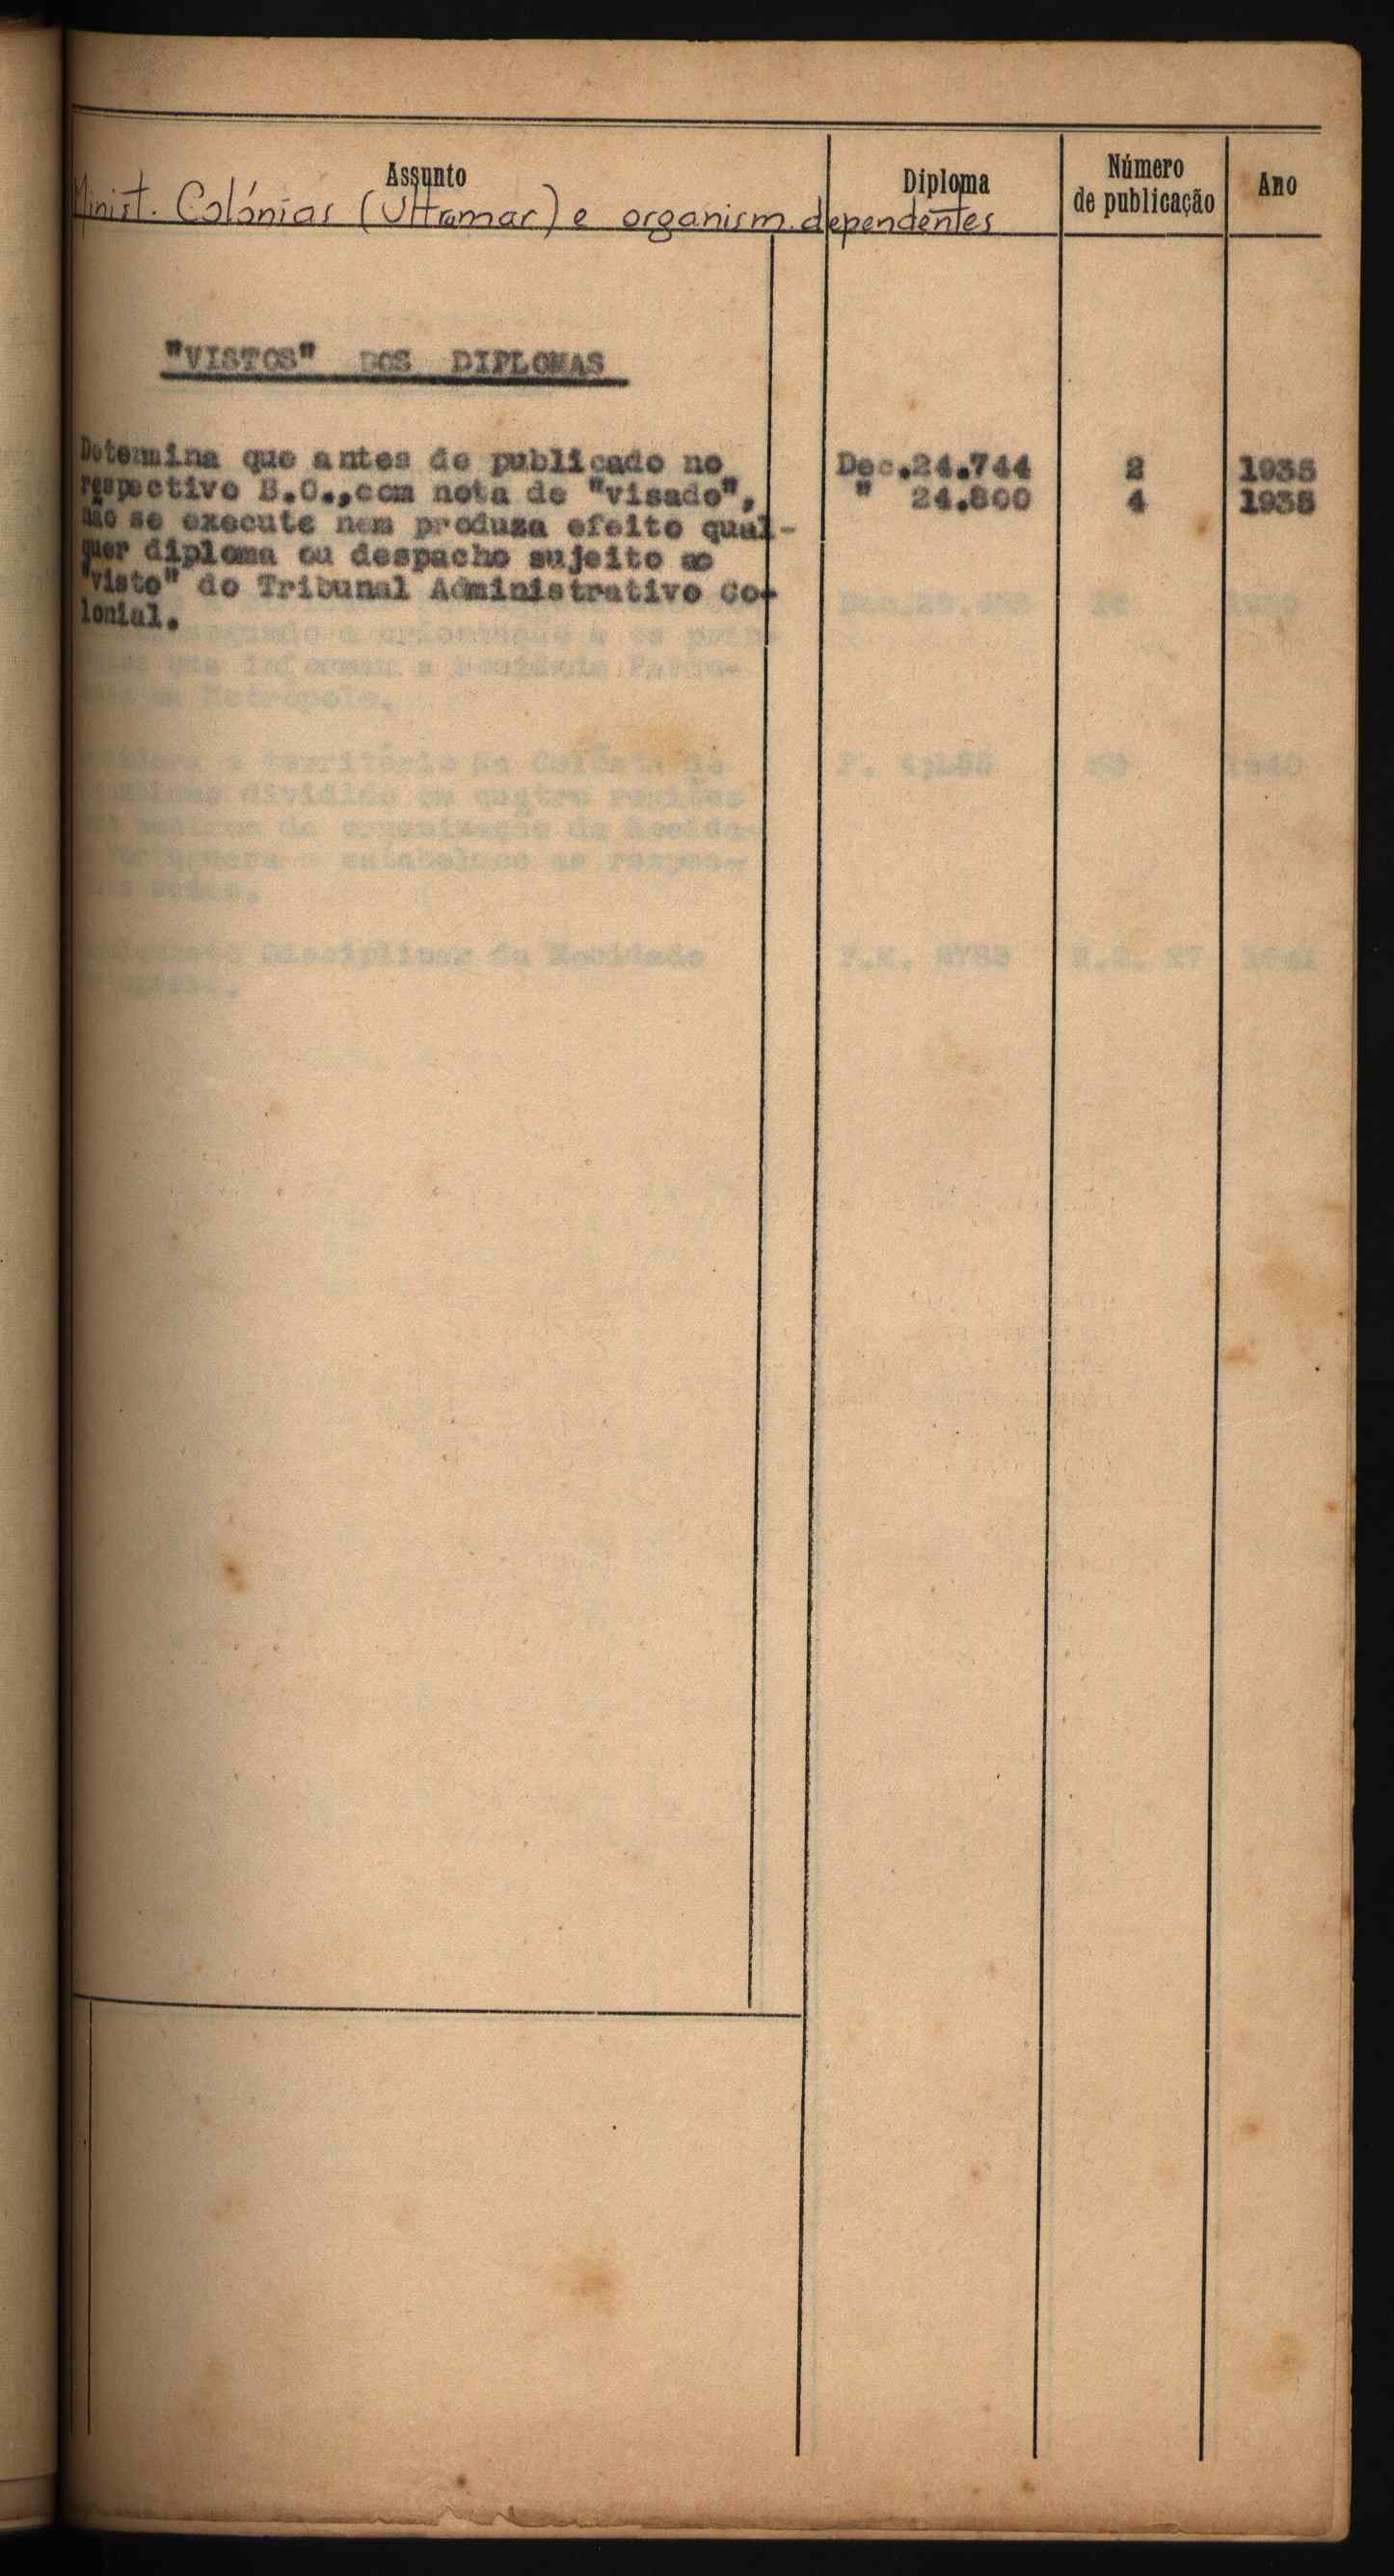 Assunto Diploma Número de publicação Ano
Minist. Colónias (Ultramar) e organism. dependentes
"VISTOS" DOS DIPLOMAS
Determina que antes de publicado no Dec.24.744 2 1935
respectivo B.O., com nota de "visado", " 24.800 4 1935
não se execute nem produza efeito qual-
quer diploma ou despacho sujeito ao
"visto" do Tribunal Administrativo Co-
lonial.